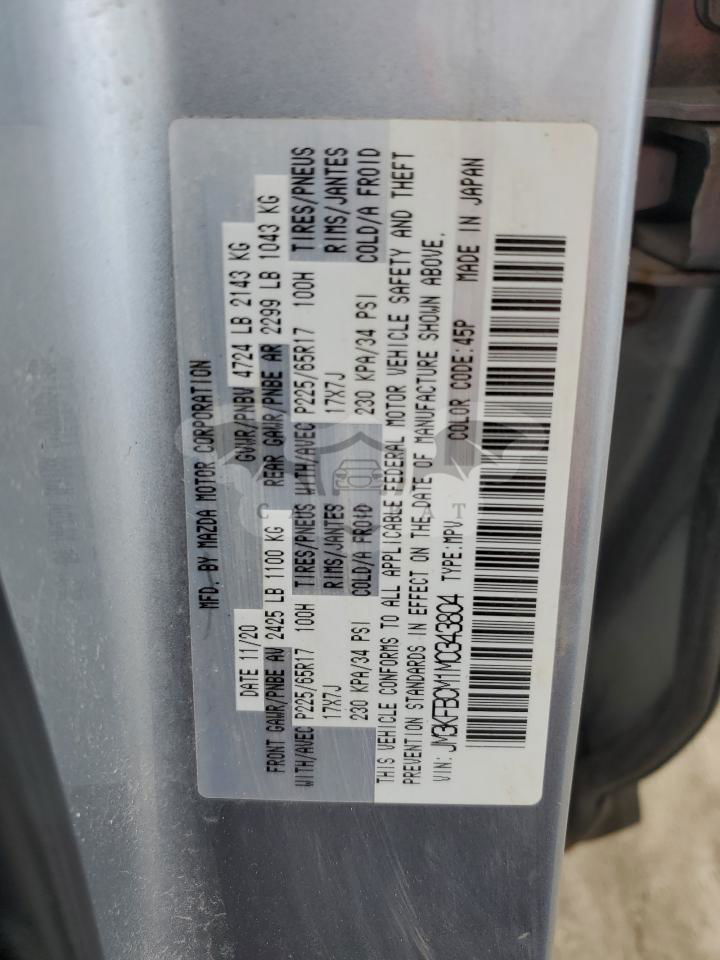 MFD. BY MAZDA MOTOR CORPORATION
DATE 11/20 GVWR/PNBV 4724 LB 2143 KG
FRONT GAWR/PNBE AV 2425 LB 1100 KG REAR GAWR/PNBE AR 2299 LB 1043 KG
WITH/AVEC P225/65R17 100H TIRES/PNEUS WITH/AVEC P225/65R17 100H TIRES/PNEUS
17X7J RIMS/JANTES 17X7J RIMS/JANTES
230 KPA/34 PSI COLD/A FROID 230 KPA/34 PSI COLD/A FROID
THIS VEHICLE CONFORMS TO ALL APPLICABLE FEDERAL MOTOR VEHICLE SAFETY AND THEFT
PREVENTION STANDARDS IN EFFECT ON THE DATE OF MANUFACTURE SHOWN ABOVE.
VIN: JM3KFBCM1M0343804 TYPE:MPV COLOR CODE:45P MADE IN JAPAN